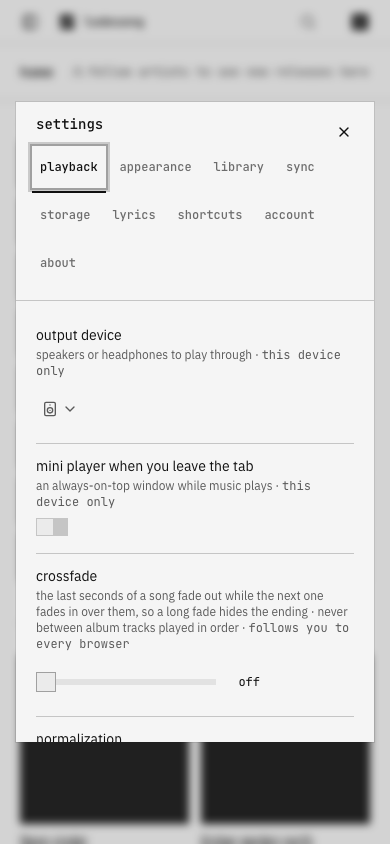 settings
playback appearance library sync
storage lyrics shortcuts account
about
output device
speakers or headphones to play through · this device
only
mini player when you leave the tab
an always-on-top window while music plays · this
device only
crossfade
the last seconds of a song fade out while the next one
fades in over them, so a long fade hides the ending · never
between album tracks played in order · follows you to
every browser
off
normalization